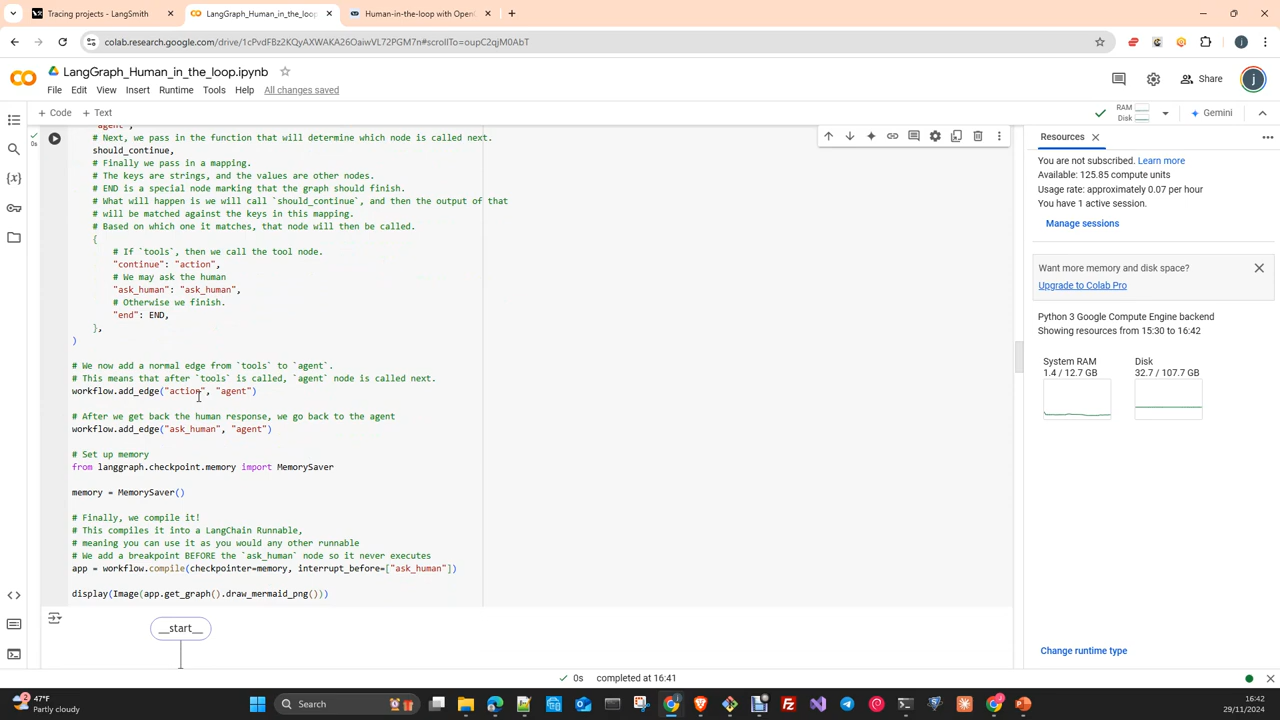 Tracing projects - LangSmith
LangGraph_Human_in_the_loop.
Human-in-the-loop with Open
colab.research.google.com/drive/1cPvdFBz2KQyAXWAKA26OaiwVL72PGM7n#scrollTo=oupC2qjM0AbT
LangGraph_Human_in_the_loop.ipynb
File Edit View Insert Runtime Tools Help All changes saved
Share
+ Code + Text
RAM
Disk
Gemini
0s
"agent",
# Next, we pass in the function that will determine which node is called next.
should_continue,
# Finally we pass in a mapping.
# The keys are strings, and the values are other nodes.
# END is a special node marking that the graph should finish.
# What will happen is we will call `should_continue`, and then the output of that
# will be matched against the keys in this mapping.
# Based on which one it matches, that node will then be called.
{
# If `tools`, then we call the tool node.
"continue": "action",
# We may ask the human
"ask_human": "ask_human",
# Otherwise we finish.
"end": END,
},
)
# We now add a normal edge from `tools` to `agent`.
# This means that after `tools` is called, `agent` node is called next.
workflow.add_edge("action", "agent")
# After we get back the human response, we go back to the agent
workflow.add_edge("ask_human", "agent")
# Set up memory
from langgraph.checkpoint.memory import MemorySaver
memory = MemorySaver()
# Finally, we compile it!
# This compiles it into a LangChain Runnable,
# meaning you can use it as you would any other runnable
# We add a breakpoint BEFORE the `ask_human` node so it never executes
app = workflow.compile(checkpointer=memory, interrupt_before=["ask_human"])
display(Image(app.get_graph().draw_mermaid_png()))
__start__
Resources
You are not subscribed. Learn more
Available: 125.85 compute units
Usage rate: approximately 0.07 per hour
You have 1 active session.
Manage sessions
Want more memory and disk space?
Upgrade to Colab Pro
Python 3 Google Compute Engine backend
Showing resources from 15:30 to 16:42
System RAM
1.4 / 12.7 GB
Disk
32.7 / 107.7 GB
Change runtime type
0s completed at 16:41
47°F
Partly cloudy
Search
16:42
29/11/2024